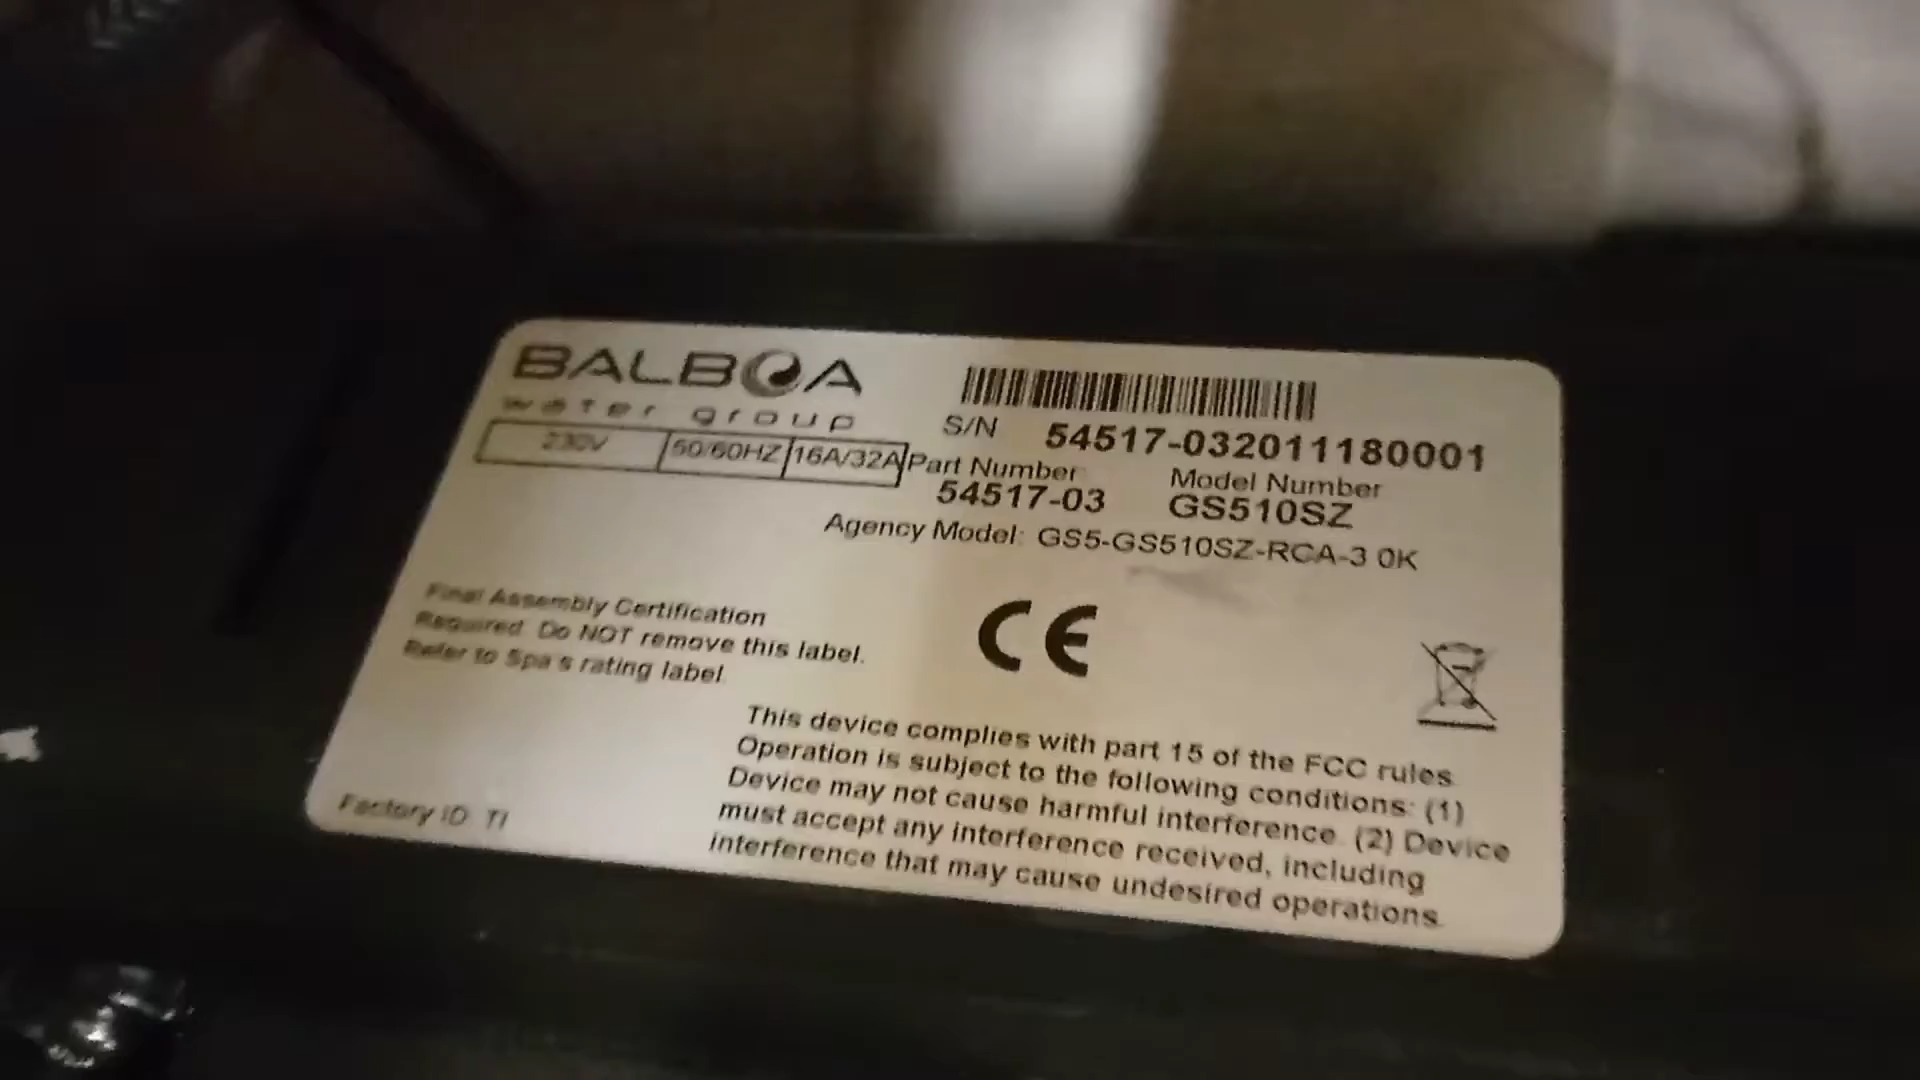 BALBOA
water group
S/N 54517-032011180001
230V 50/60HZ 16A/32A
Part Number Model Number
54517-03 GS510SZ
Agency Model: GS5-GS510SZ-RCA-3.0K
Final Assembly Certification
Required. Do NOT remove this label.
Refer to Spa's rating label.
CE
This device complies with part 15 of the FCC rules.
Operation is subject to the following conditions: (1)
Device may not cause harmful interference. (2) Device
must accept any interference received, including
interference that may cause undesired operations.
Factory ID: TI